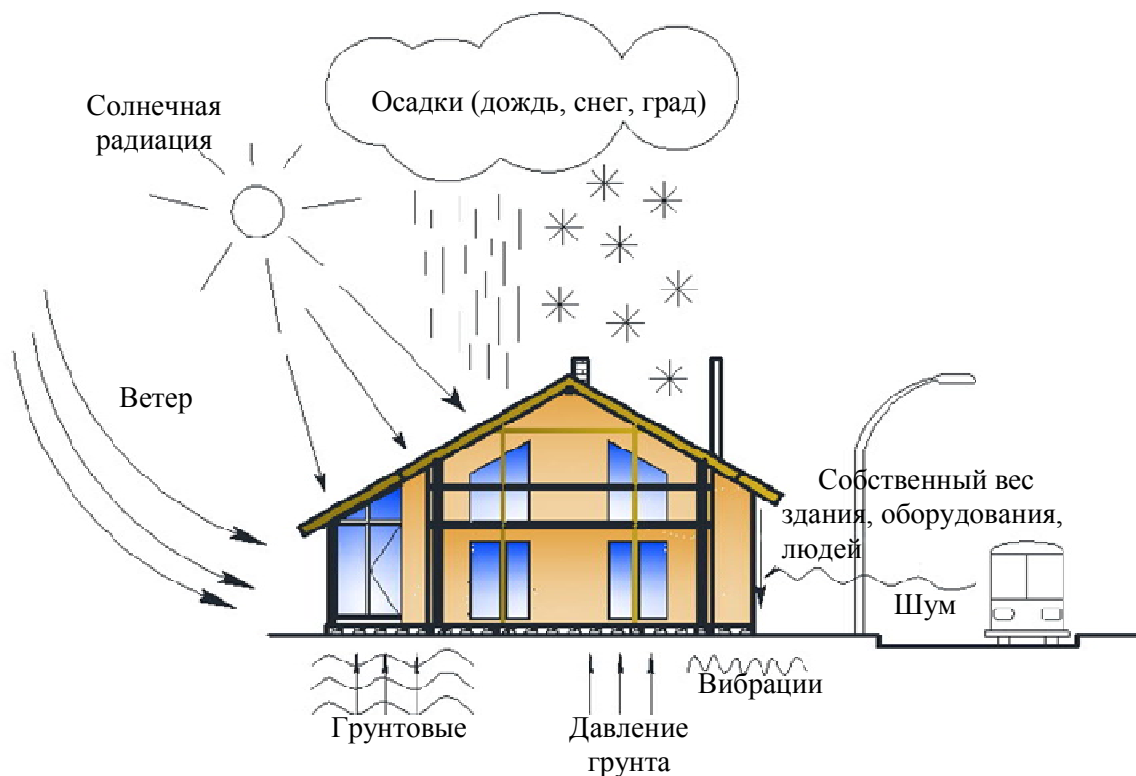 Осадки (дождь, снег, град)
Солнечная
радиация
Ветер
Собственный вес
здания, оборудования,
людей
Шум
Вибрации
Грунтовые
Давление
грунта